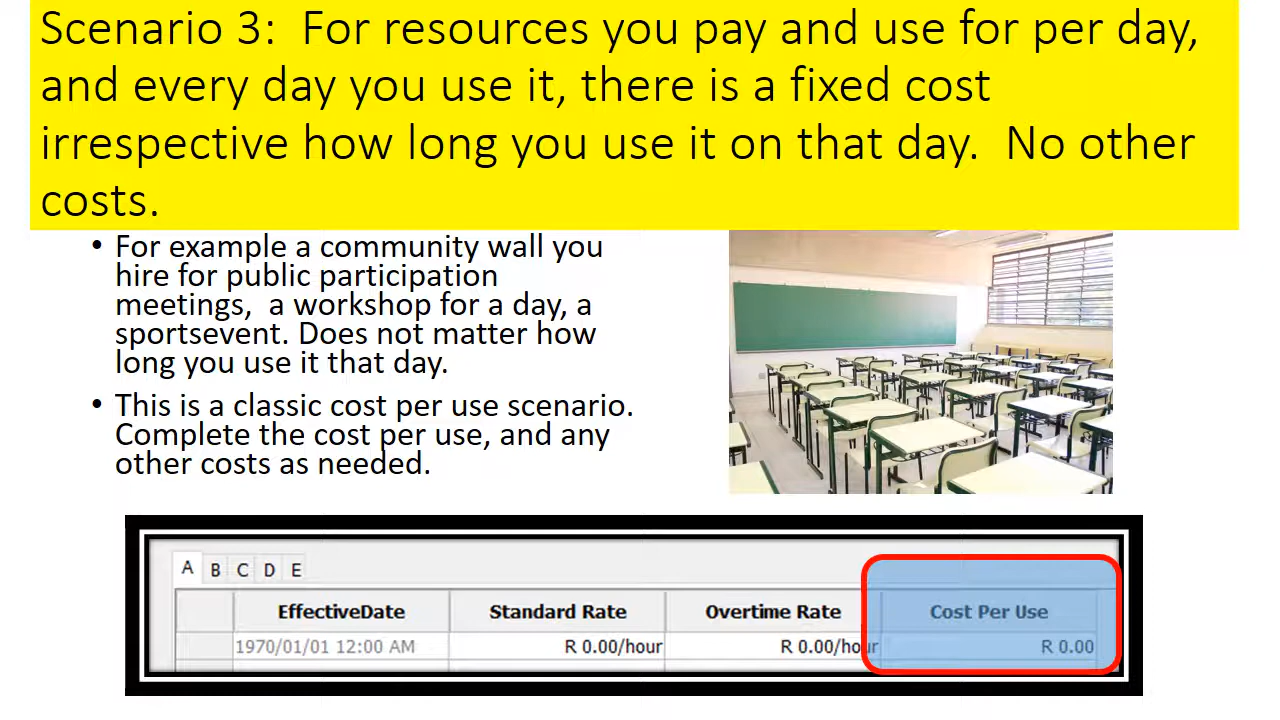 Scenario 3:  For resources you pay and use for per day,
and every day you use it, there is a fixed cost
irrespective how long you use it on that day.  No other
costs.
• For example a community wall you
hire for public participation
meetings,  a workshop for a day, a
sportsevent. Does not matter how
long you use it that day.
• This is a classic cost per use scenario.
Complete the cost per use, and any
other costs as needed.
A B C D E
EffectiveDate Standard Rate Overtime Rate Cost Per Use
1970/01/01 12:00 AM R 0.00/hour R 0.00/hour R 0.00